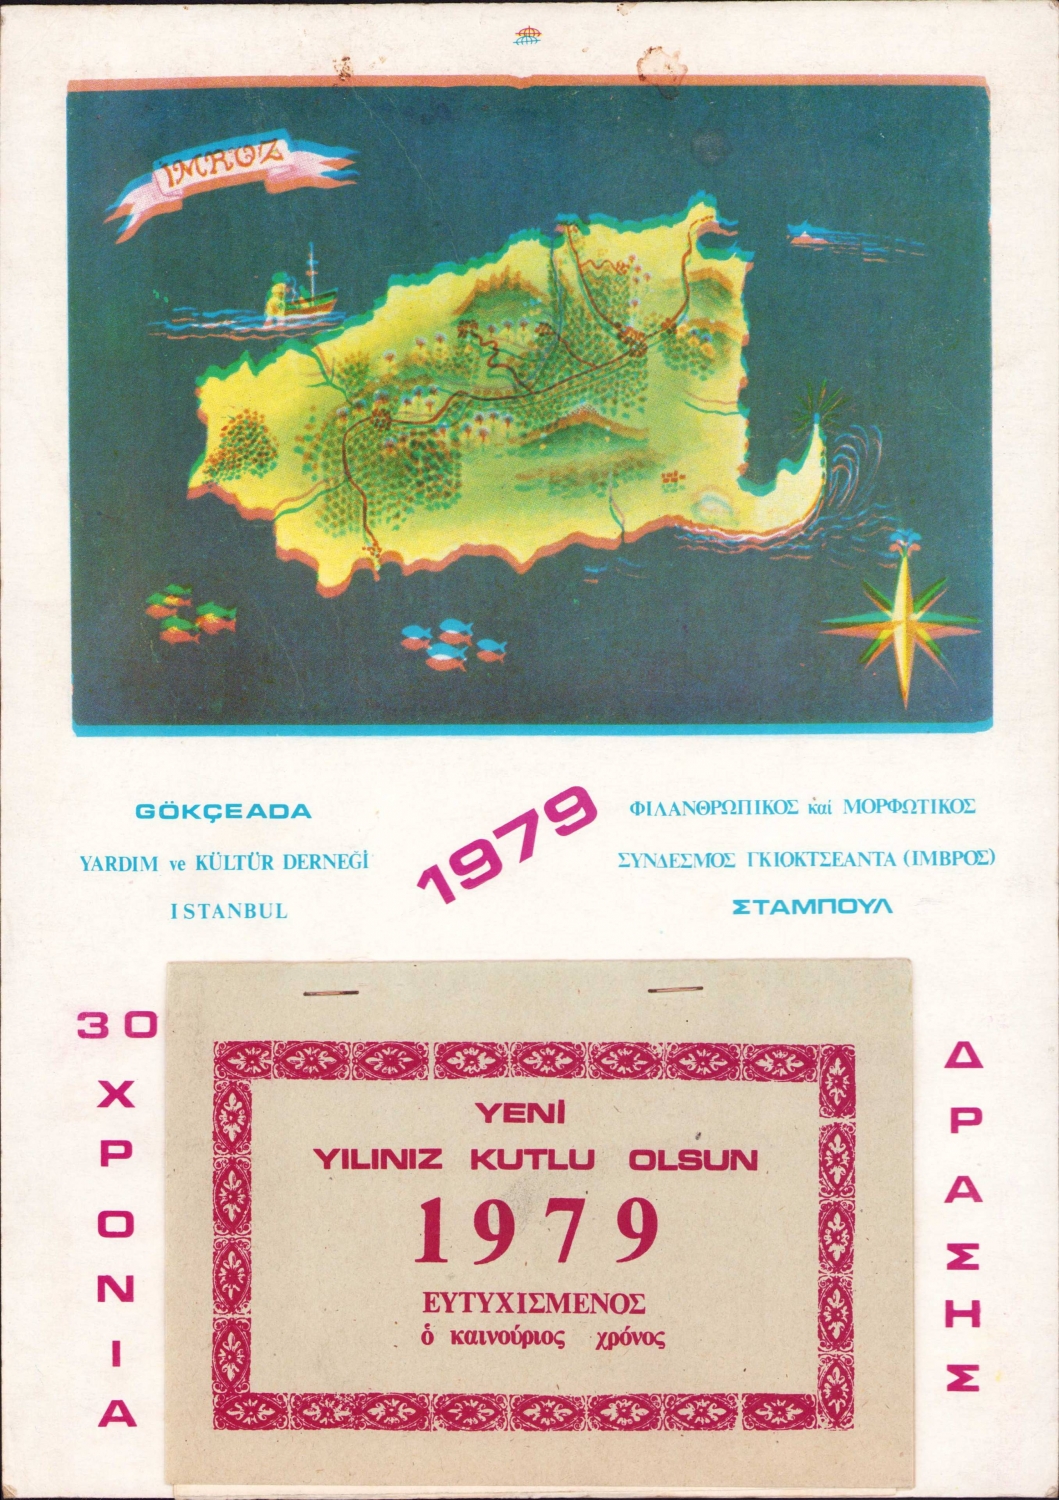 İMROZ
GÖKÇEADA
YARDIM ve KÜLTÜR DERNEĞİ
ISTANBUL
1979
ΦΙΛΑΝΘΡΩΠΙΚΟΣ καί ΜΟΡΦΩΤΙΚΟΣ
ΣΥΝΔΕΣΜΟΣ ΓΚΙΟΚΤΣΕΑΝΤΑ (ΙΜΒΡΟΣ)
ΣΤΑΜΠΟΥΛ
30
ΧΡΟΝΙΑ
ΔΡΑΣΗΣ
YENİ
YILINIZ KUTLU OLSUN
1979
ΕΥΤΥΧΙΣΜΕΝΟΣ
ὁ καινούριος χρόνος